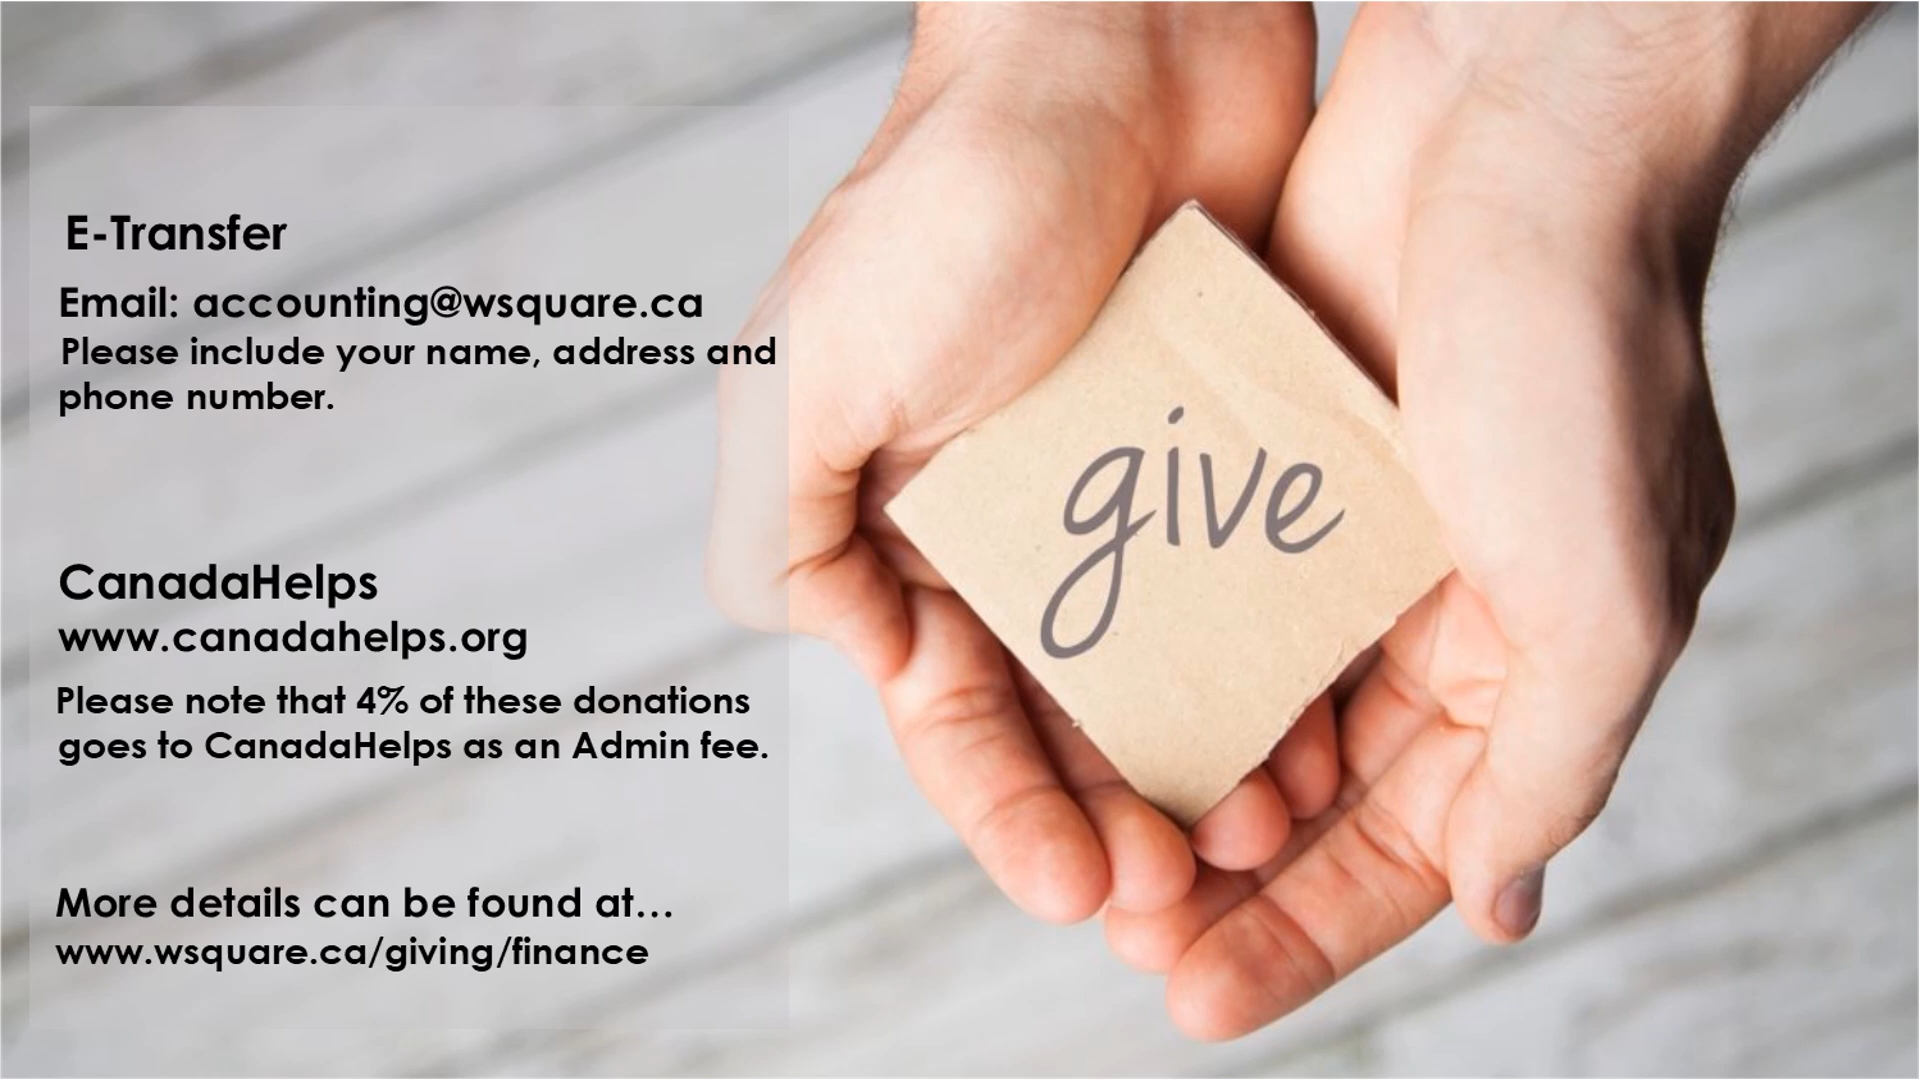 E-Transfer
Email: accounting@wsquare.ca
Please include your name, address and
phone number.
CanadaHelps
www.canadahelps.org
Please note that 4% of these donations
goes to CanadaHelps as an Admin fee.
More details can be found at...
www.wsquare.ca/giving/finance
give